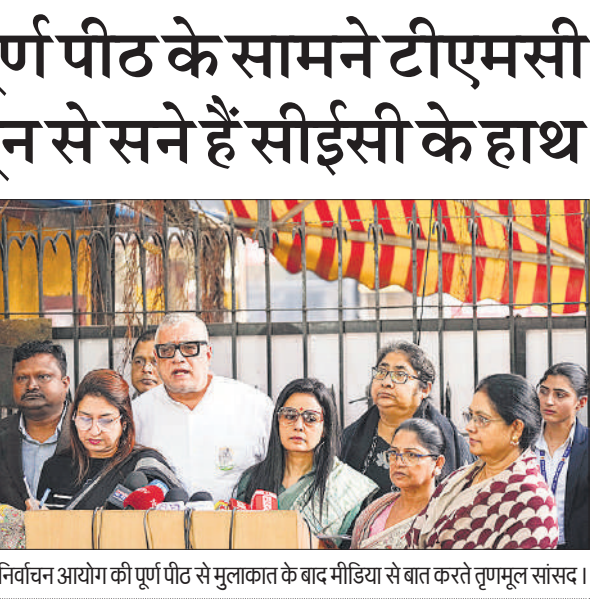 पीठ के सामने टीएमसी
से सने हैं सीईसी के हाथ
निर्वाचन आयोग की पूर्ण पीठ से मुलाकात के बाद मीडिया से बात करते तृणमूल सांसद।